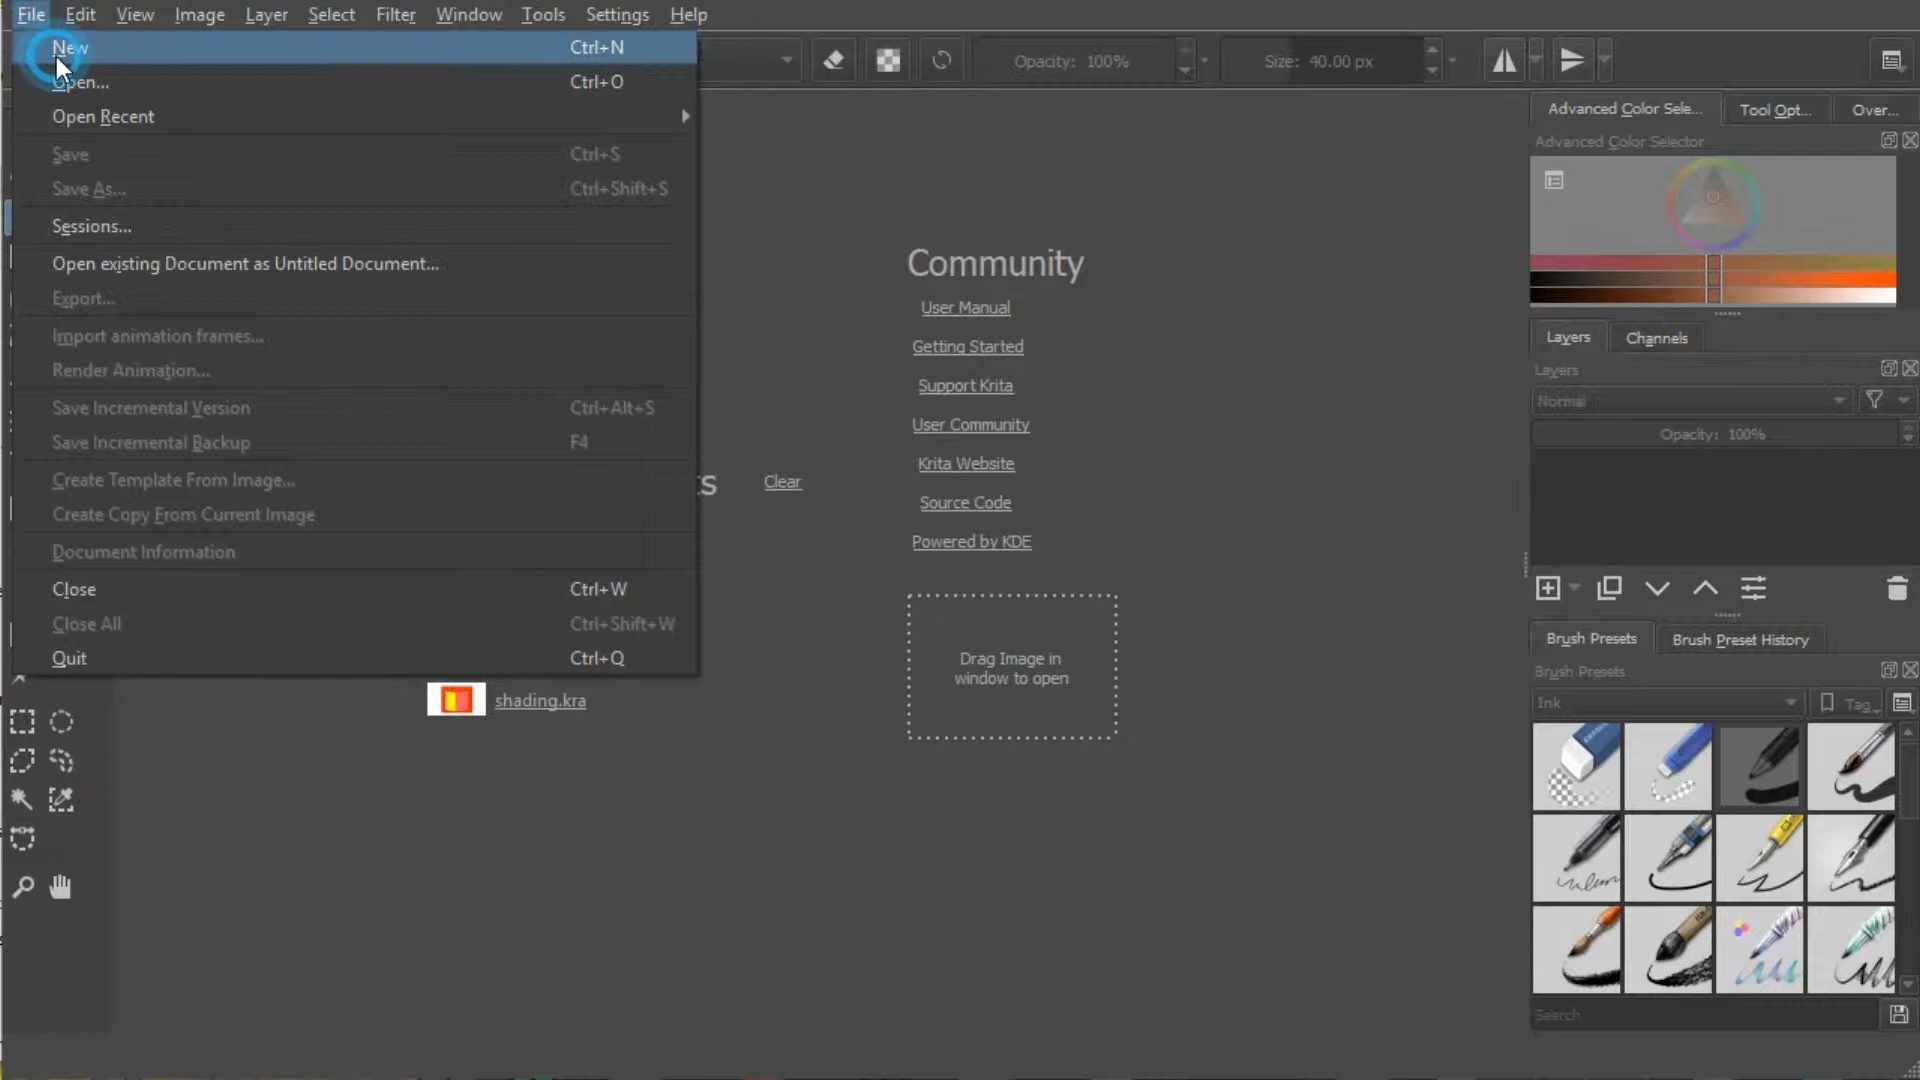 File Edit View Image Layer Select Filter Window Tools Settings Help
New Ctrl+N
Open... Ctrl+O
Open Recent
Save Ctrl+S
Save As... Ctrl+Shift+S
Sessions...
Open existing Document as Untitled Document...
Export...
Import animation frames...
Render Animation...
Save Incremental Version Ctrl+Alt+S
Save Incremental Backup F4
Create Template From Image...
Create Copy From Current Image
Document Information
Close Ctrl+W
Close All Ctrl+Shift+W
Quit Ctrl+Q
Opacity: 100%
Size: 40.00 px
Clear
shading.kra
Community
User Manual
Getting Started
Support Krita
User Community
Krita Website
Source Code
Powered by KDE
Drag Image in
window to open
Advanced Color Sele... Tool Opt... Over...
Advanced Color Selector
Layers Channels
Layers
Normal
Opacity: 100%
Brush Presets Brush Preset History
Brush Presets
Ink Tag
Search